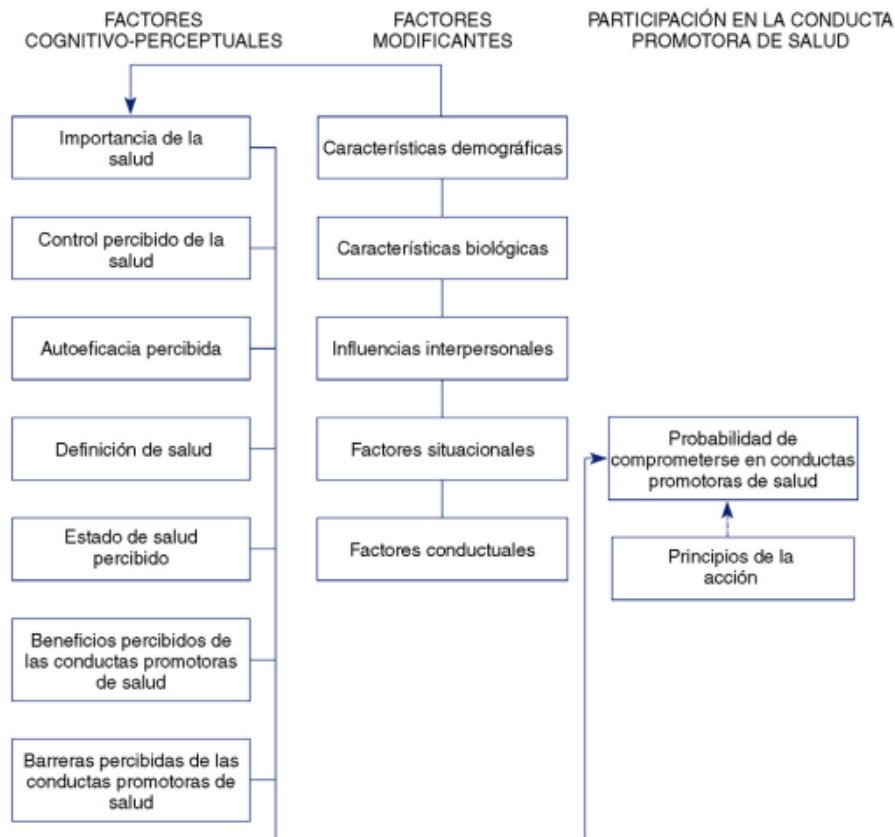 FACTORES
COGNITIVO-PERCEPTUALES
FACTORES
MODIFICANTES
PARTICIPACIÓN EN LA CONDUCTA
PROMOTORA DE SALUD
Importancia de la
salud
Control percibido de la
salud
Autoeficacia percibida
Definición de salud
Estado de salud
percibido
Beneficios percibidos de
las conductas promotoras
de salud
Barreras percibidas de las
conductas promotoras de
salud
Características demográficas
Características biológicas
Influencias interpersonales
Factores situacionales
Factores conductuales
Probabilidad de
comprometerse en conductas
promotoras de salud
Principios de la
acción